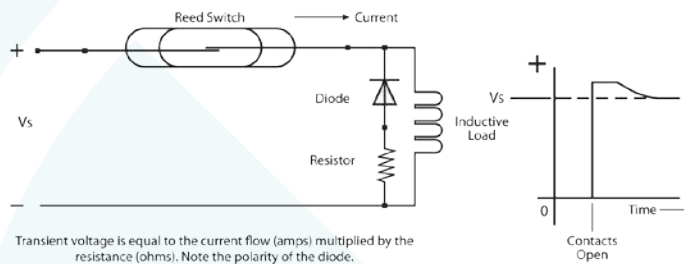 Reed Switch
Current
+
Vs
−
Diode
Resistor
Inductive
Load
+
Vs
0
Time
Contacts
Open
Transient voltage is equal to the current flow (amps) multiplied by the
resistance (ohms). Note the polarity of the diode.